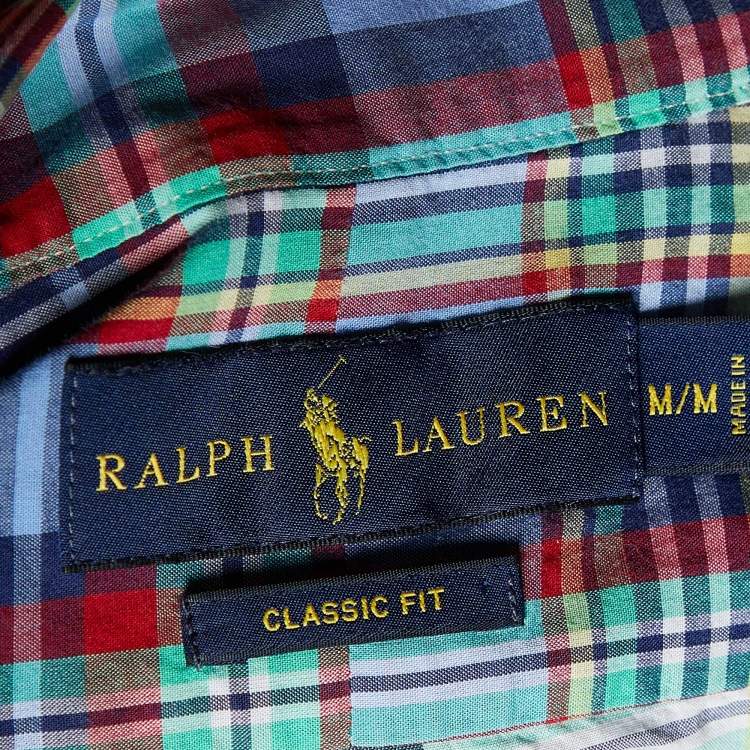 RALPH LAUREN
M/M
MADE IN
CLASSIC FIT